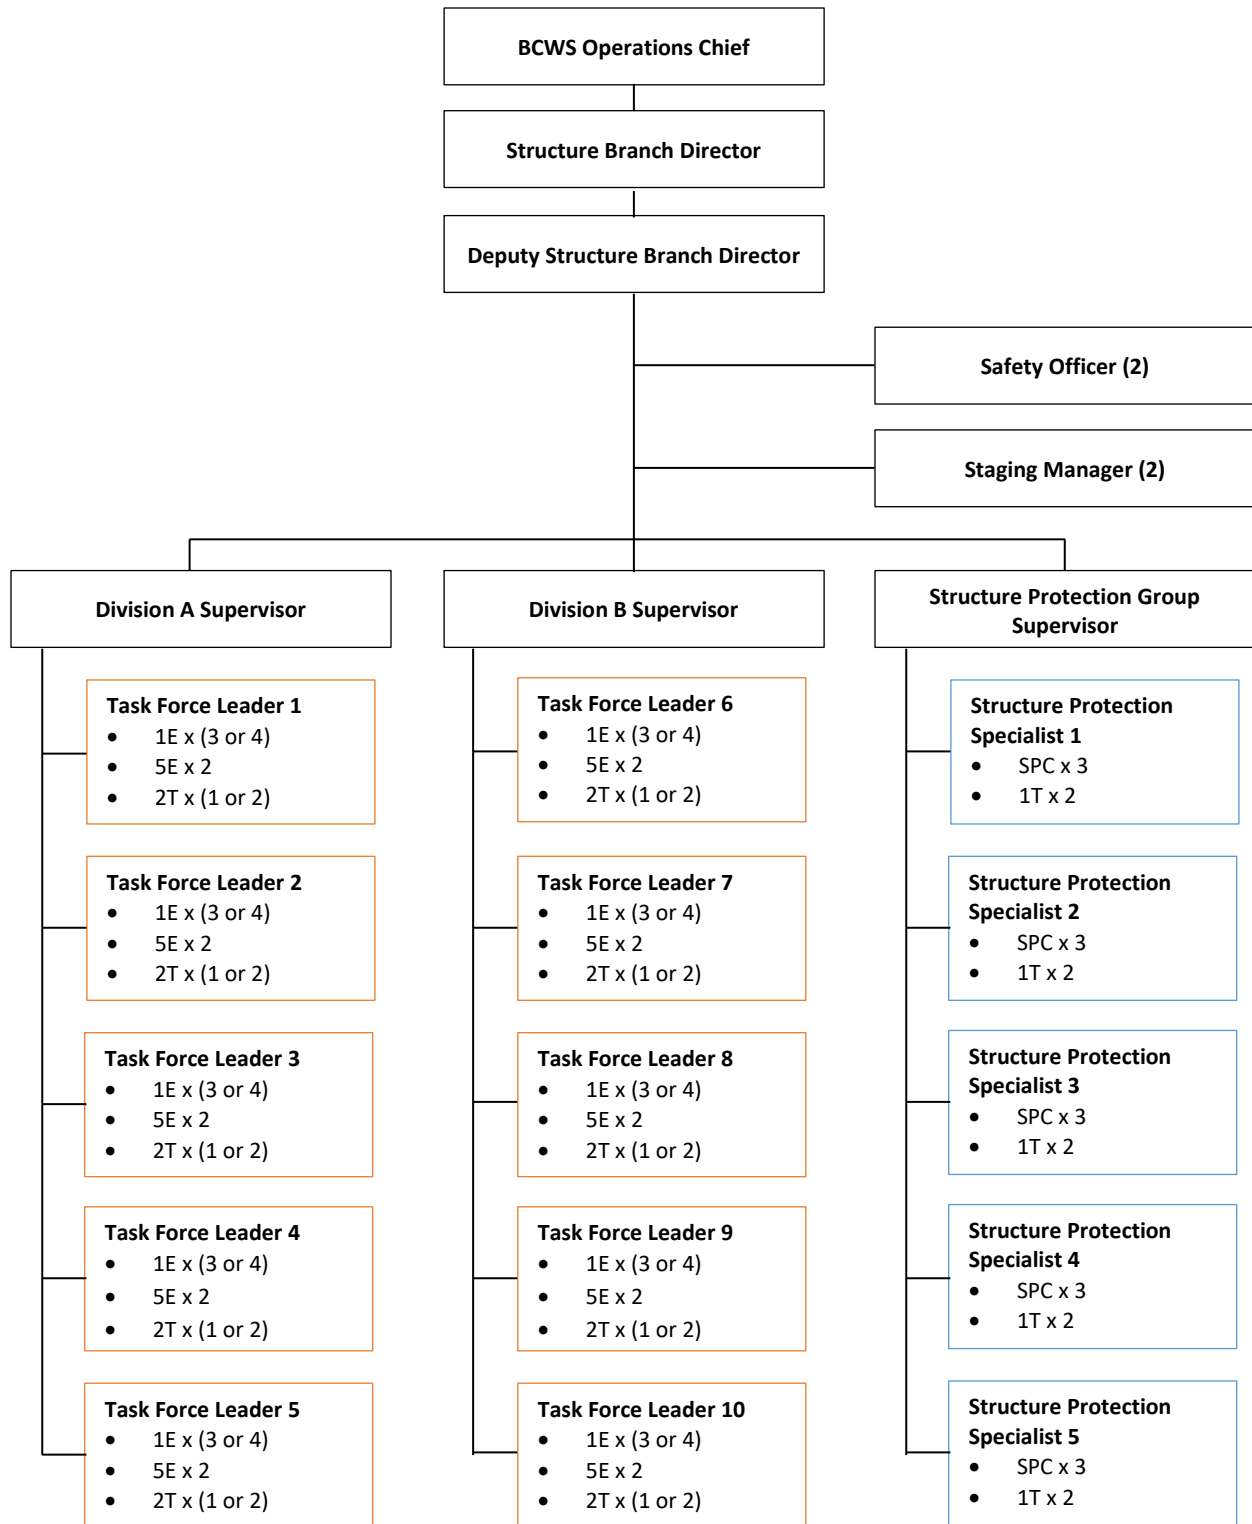 BCWS Operations Chief
Structure Branch Director
Deputy Structure Branch Director
Safety Officer (2)
Staging Manager (2)
Division A Supervisor
Task Force Leader 1
• 1E x (3 or 4)
• 5E x 2
• 2T x (1 or 2)
Task Force Leader 2
• 1E x (3 or 4)
• 5E x 2
• 2T x (1 or 2)
Task Force Leader 3
• 1E x (3 or 4)
• 5E x 2
• 2T x (1 or 2)
Task Force Leader 4
• 1E x (3 or 4)
• 5E x 2
• 2T x (1 or 2)
Task Force Leader 5
• 1E x (3 or 4)
• 5E x 2
• 2T x (1 or 2)
Division B Supervisor
Task Force Leader 6
• 1E x (3 or 4)
• 5E x 2
• 2T x (1 or 2)
Task Force Leader 7
• 1E x (3 or 4)
• 5E x 2
• 2T x (1 or 2)
Task Force Leader 8
• 1E x (3 or 4)
• 5E x 2
• 2T x (1 or 2)
Task Force Leader 9
• 1E x (3 or 4)
• 5E x 2
• 2T x (1 or 2)
Task Force Leader 10
• 1E x (3 or 4)
• 5E x 2
• 2T x (1 or 2)
Structure Protection Group
Supervisor
Structure Protection
Specialist 1
• SPC x 3
• 1T x 2
Structure Protection
Specialist 2
• SPC x 3
• 1T x 2
Structure Protection
Specialist 3
• SPC x 3
• 1T x 2
Structure Protection
Specialist 4
• SPC x 3
• 1T x 2
Structure Protection
Specialist 5
• SPC x 3
• 1T x 2